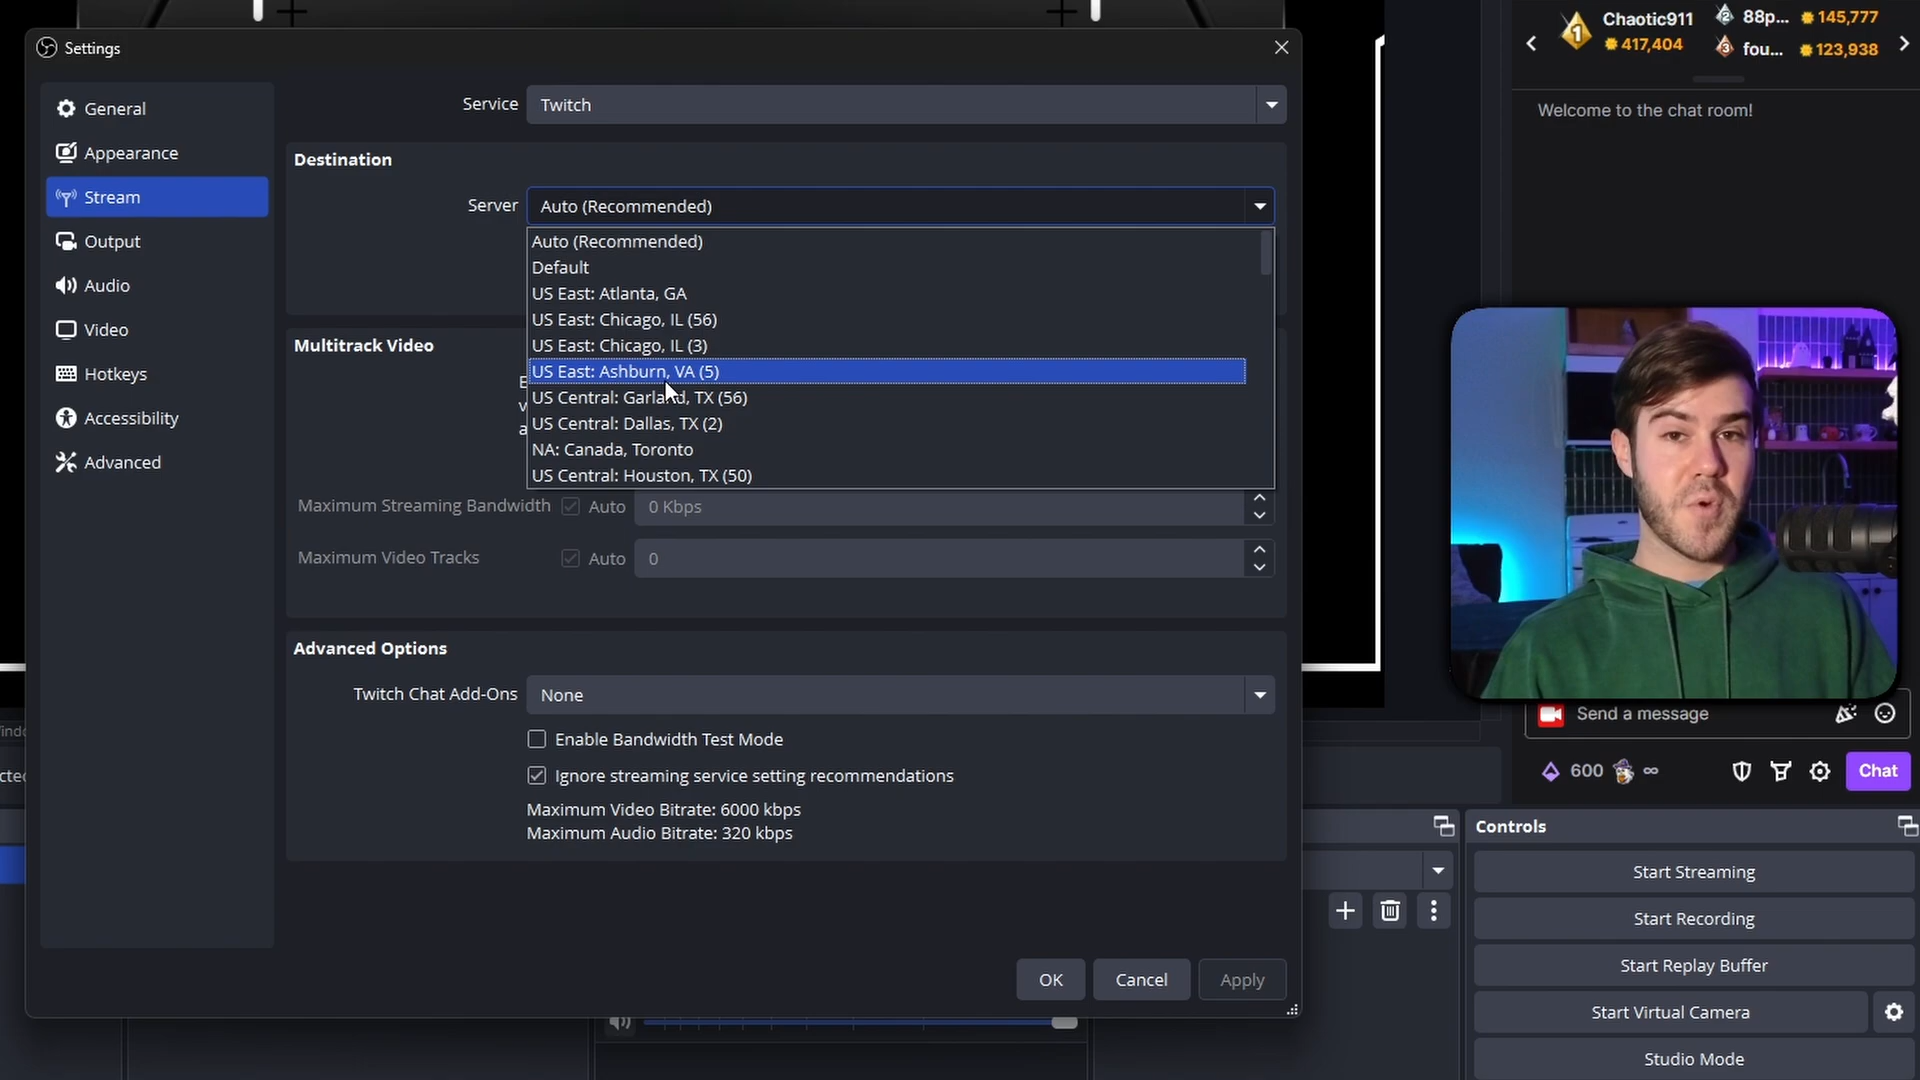 Settings
General
Appearance
Stream
Output
Audio
Video
Hotkeys
Accessibility
Advanced
Service
Twitch
Destination
Server
Auto (Recommended)
Auto (Recommended)
Default
US East: Atlanta, GA
US East: Chicago, IL (56)
US East: Chicago, IL (3)
US East: Ashburn, VA (5)
US Central: Garland, TX (56)
US Central: Dallas, TX (2)
NA: Canada, Toronto
US Central: Houston, TX (50)
Multitrack Video
Maximum Streaming Bandwidth
Auto
0 Kbps
Maximum Video Tracks
Auto
0
Advanced Options
Twitch Chat Add-Ons
None
Enable Bandwidth Test Mode
Ignore streaming service setting recommendations
Maximum Video Bitrate: 6000 kbps
Maximum Audio Bitrate: 320 kbps
OK
Cancel
Apply
1
Chaotic911
417,404
2
88p...
145,777
3
fou...
123,938
Welcome to the chat room!
Send a message
600
∞
Chat
Controls
Start Streaming
Start Recording
Start Replay Buffer
Start Virtual Camera
Studio Mode